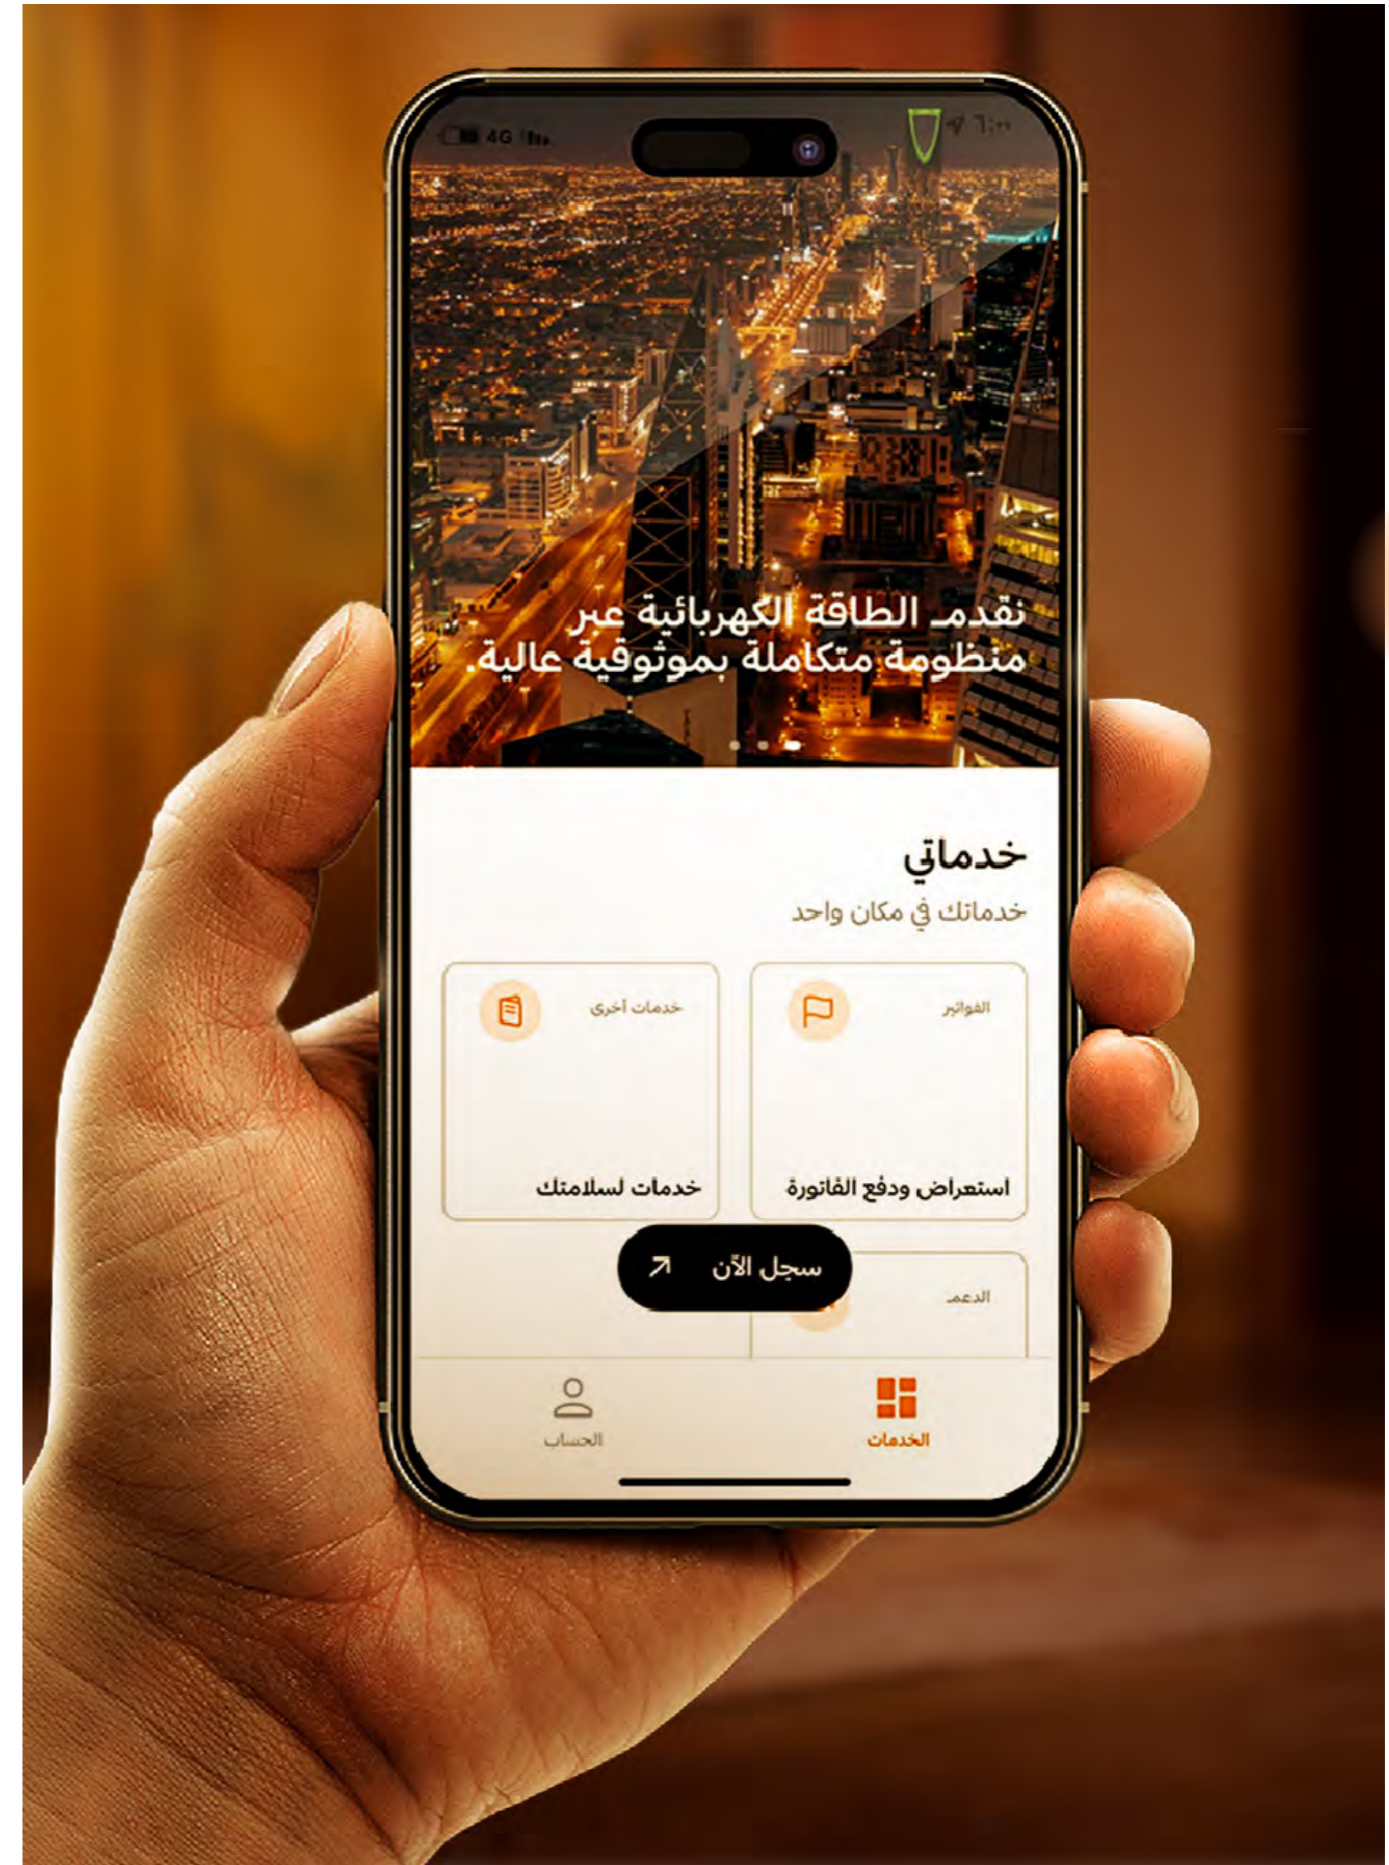 4G
نقدم الطاقة الكهربائية عبر
منظومة متكاملة بموثوقية عالية.
خدماتي
خدماتك في مكان واحد
الفواتير
خدمات أخرى
استعراض ودفع الفاتورة
خدمات لسلامتك
سجل الآن
الدعم
الخدمات
الحساب